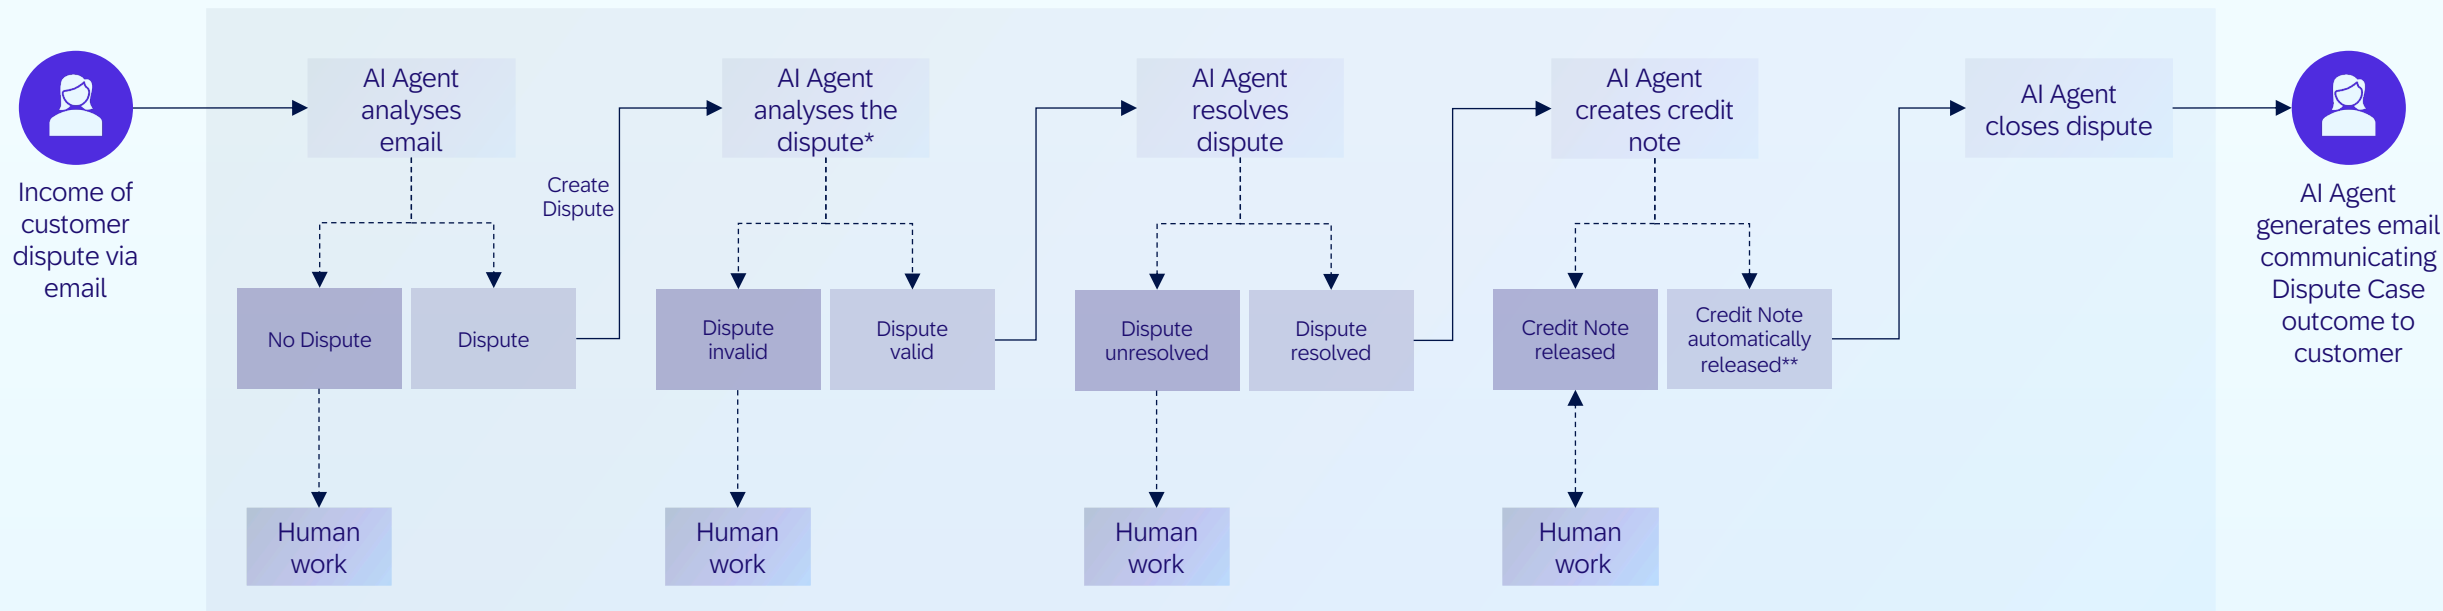 Income of
customer
dispute via
email
AI Agent
analyses
email
No Dispute
Dispute
Human
work
Create
Dispute
AI Agent
analyses the
dispute*
Dispute
invalid
Dispute
valid
Human
work
AI Agent
resolves
dispute
Dispute
unresolved
Dispute
resolved
Human
work
AI Agent
creates credit
note
Credit Note
released
Credit Note
automatically
released**
Human
work
AI Agent
closes dispute
AI Agent
generates email
communicating
Dispute Case
outcome to
customer